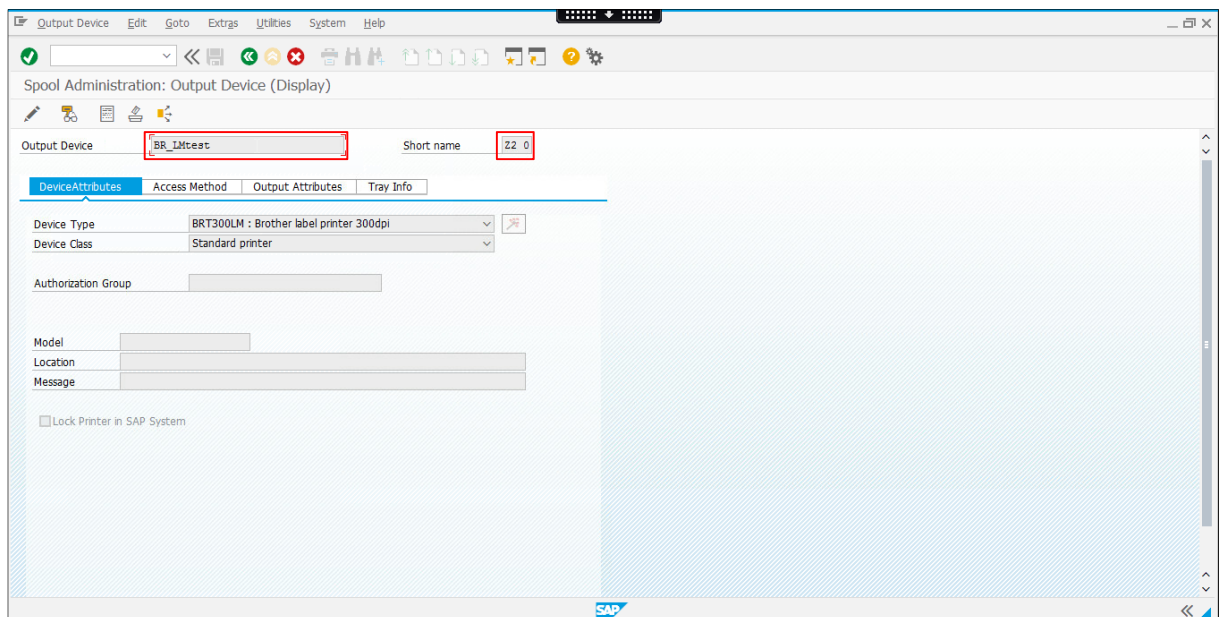 Output Device Edit Goto Extras Utilities System Help
Spool Administration: Output Device (Display)
Output Device BR_LMtest Short name Z2 0
DeviceAttributes Access Method Output Attributes Tray Info
Device Type BRT300LM : Brother label printer 300dpi
Device Class Standard printer
Authorization Group
Model
Location
Message
Lock Printer in SAP System
SAP